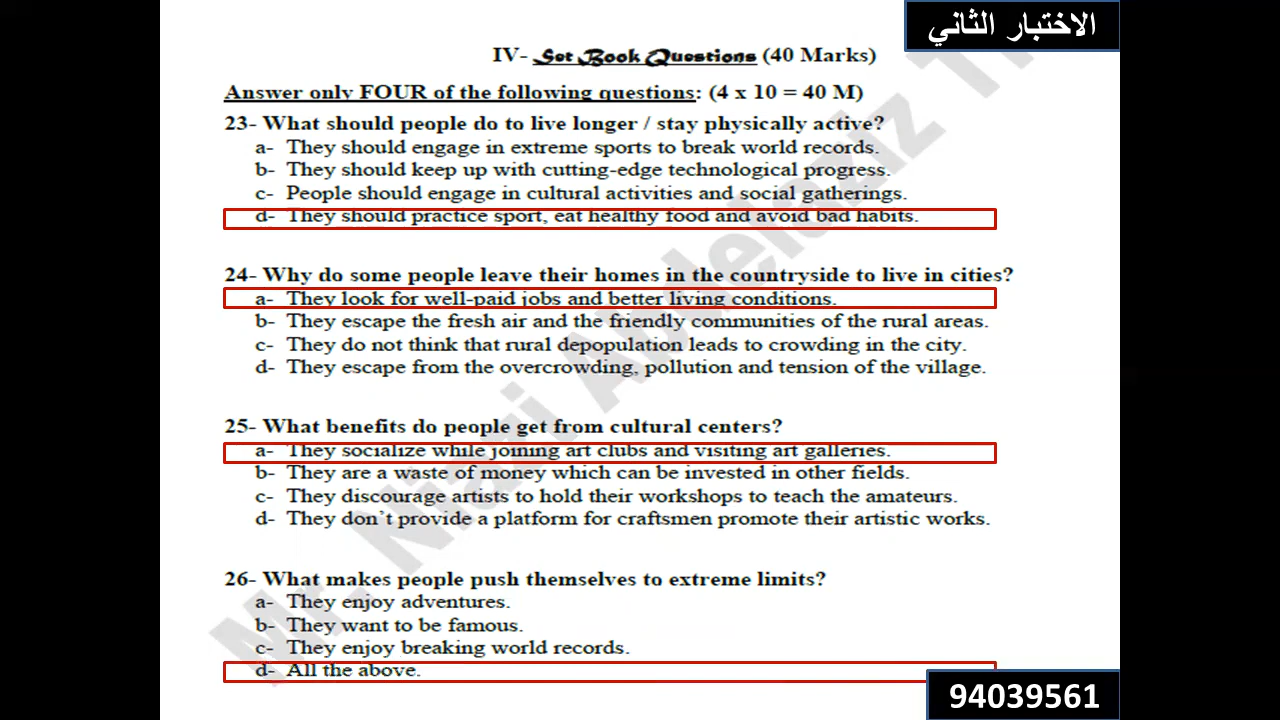 الاختبار الثاني
IV- Set Book Questions (40 Marks)
Answer only FOUR of the following questions: (4 x 10 = 40 M)
23- What should people do to live longer / stay physically active?
a- They should engage in extreme sports to break world records.
b- They should keep up with cutting-edge technological progress.
c- People should engage in cultural activities and social gatherings.
d- They should practice sport, eat healthy food and avoid bad habits.
24- Why do some people leave their homes in the countryside to live in cities?
a- They look for well-paid jobs and better living conditions.
b- They escape the fresh air and the friendly communities of the rural areas.
c- They do not think that rural depopulation leads to crowding in the city.
d- They escape from the overcrowding, pollution and tension of the village.
25- What benefits do people get from cultural centers?
a- They socialize while joining art clubs and visiting art galleries.
b- They are a waste of money which can be invested in other fields.
c- They discourage artists to hold their workshops to teach the amateurs.
d- They don't provide a platform for craftsmen promote their artistic works.
26- What makes people push themselves to extreme limits?
a- They enjoy adventures.
b- They want to be famous.
c- They enjoy breaking world records.
d- All the above.
94039561
Mr. Niazi Abdelaziz